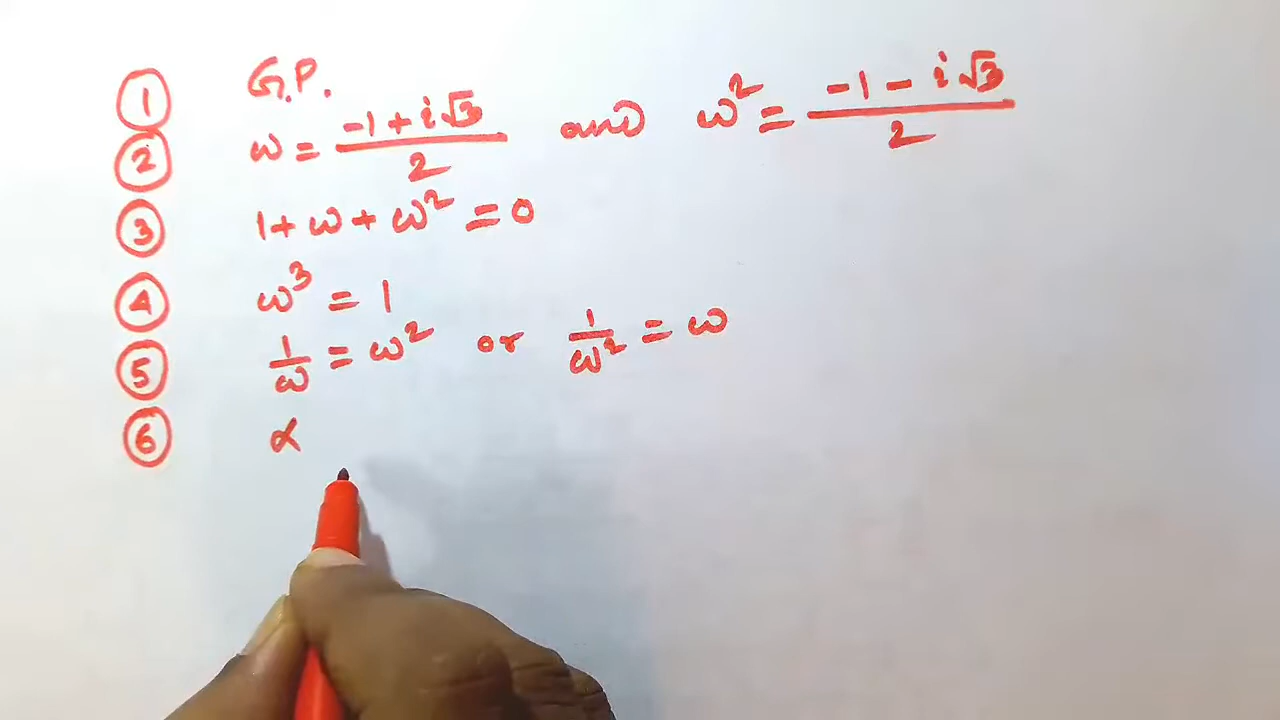 ① G.P.
② ω = (-1 + i√3)/2 and ω² = (-1 - i√3)/2
③ 1 + ω + ω² = 0
④ ω³ = 1
⑤ 1/ω = ω² or 1/ω² = ω
⑥ α